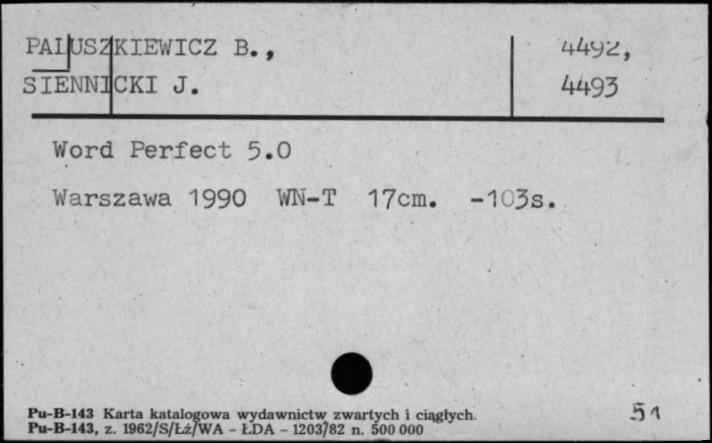 PALUSZKIEWICZ B., 4492,
SIENNICKI J. 4493
Word Perfect 5.0
Warszawa 1990 WN-T 17cm. -103s.
Pu-B-143 Karta katalogowa wydawnictw zwartych i ciągłych. 51
Pu-B-143, z. 1962/S/Łź/WA - ŁDA - 1203/82 n. 500 000